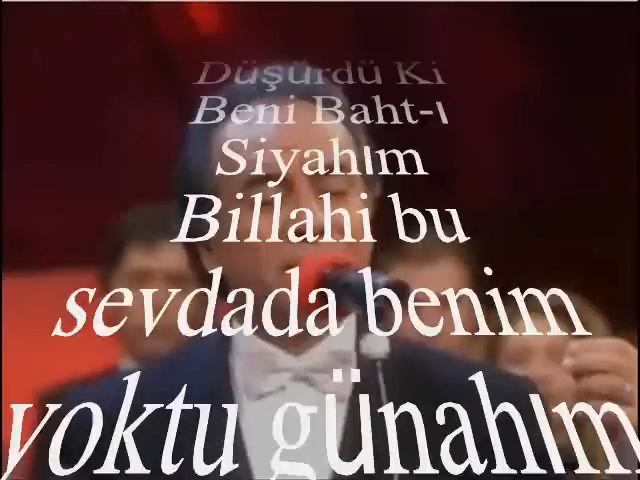 Düşürdü Ki
Beni Baht-ı
Siyahım
Billahi bu
sevdada benim
yoktu günahım